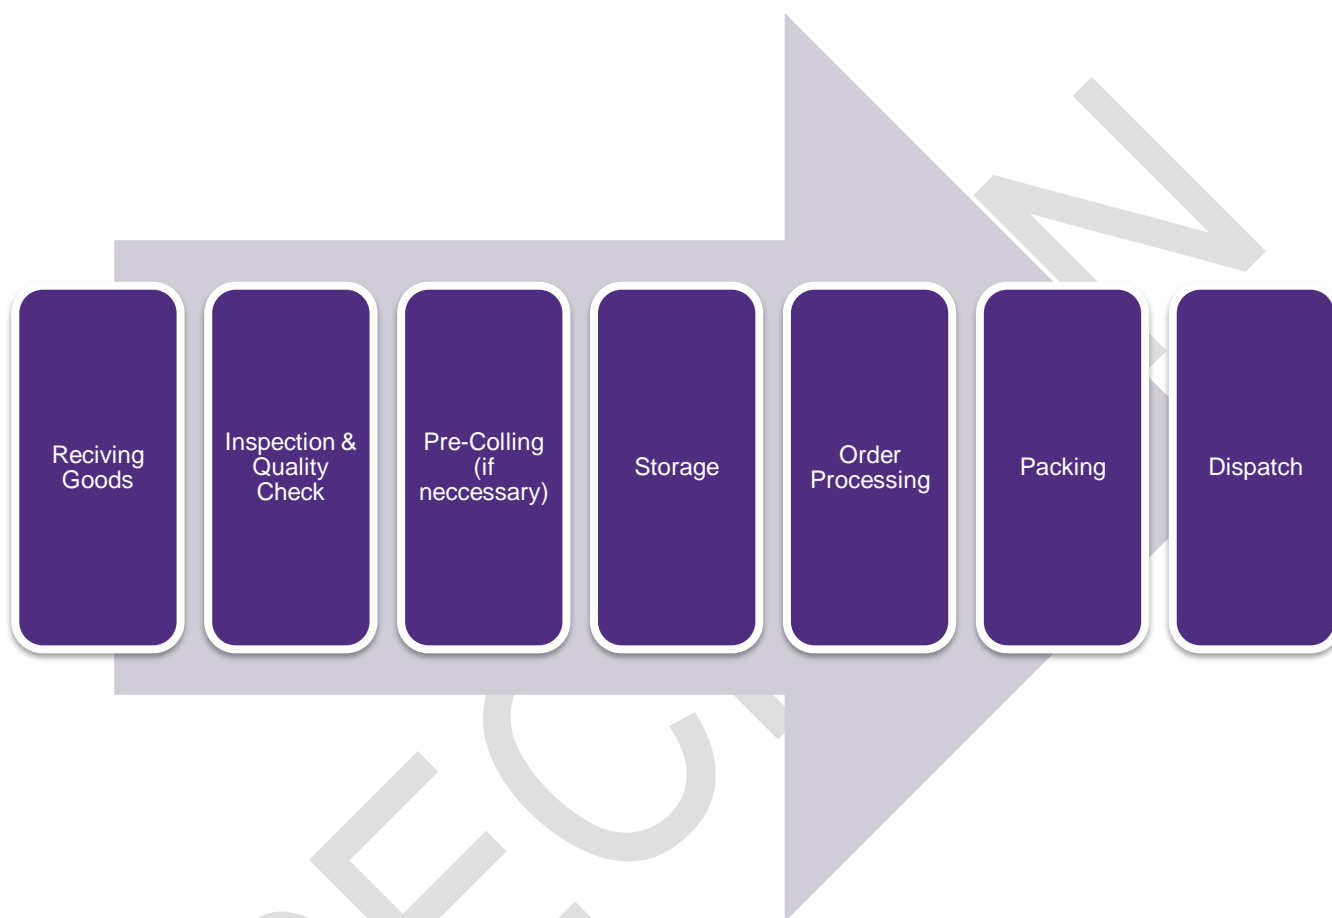 Reciving
Goods
Inspection &
Quality
Check
Pre-Colling
(if
neccessary)
Storage
Order
Processing
Packing
Dispatch